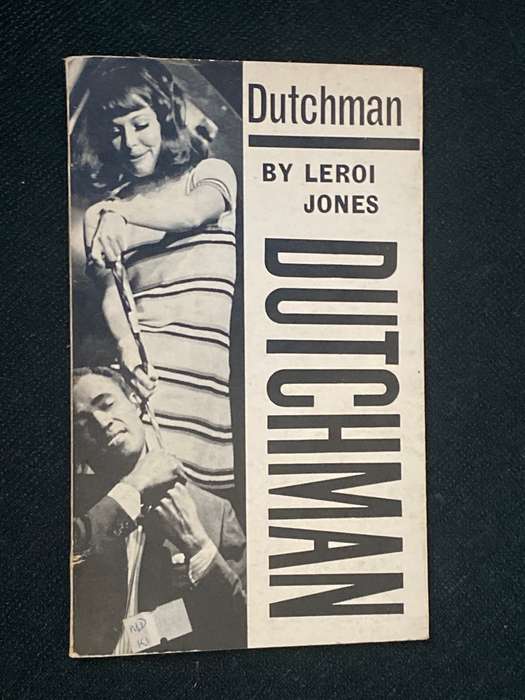 Dutchman
BY LEROI
JONES
DUTCHMAN